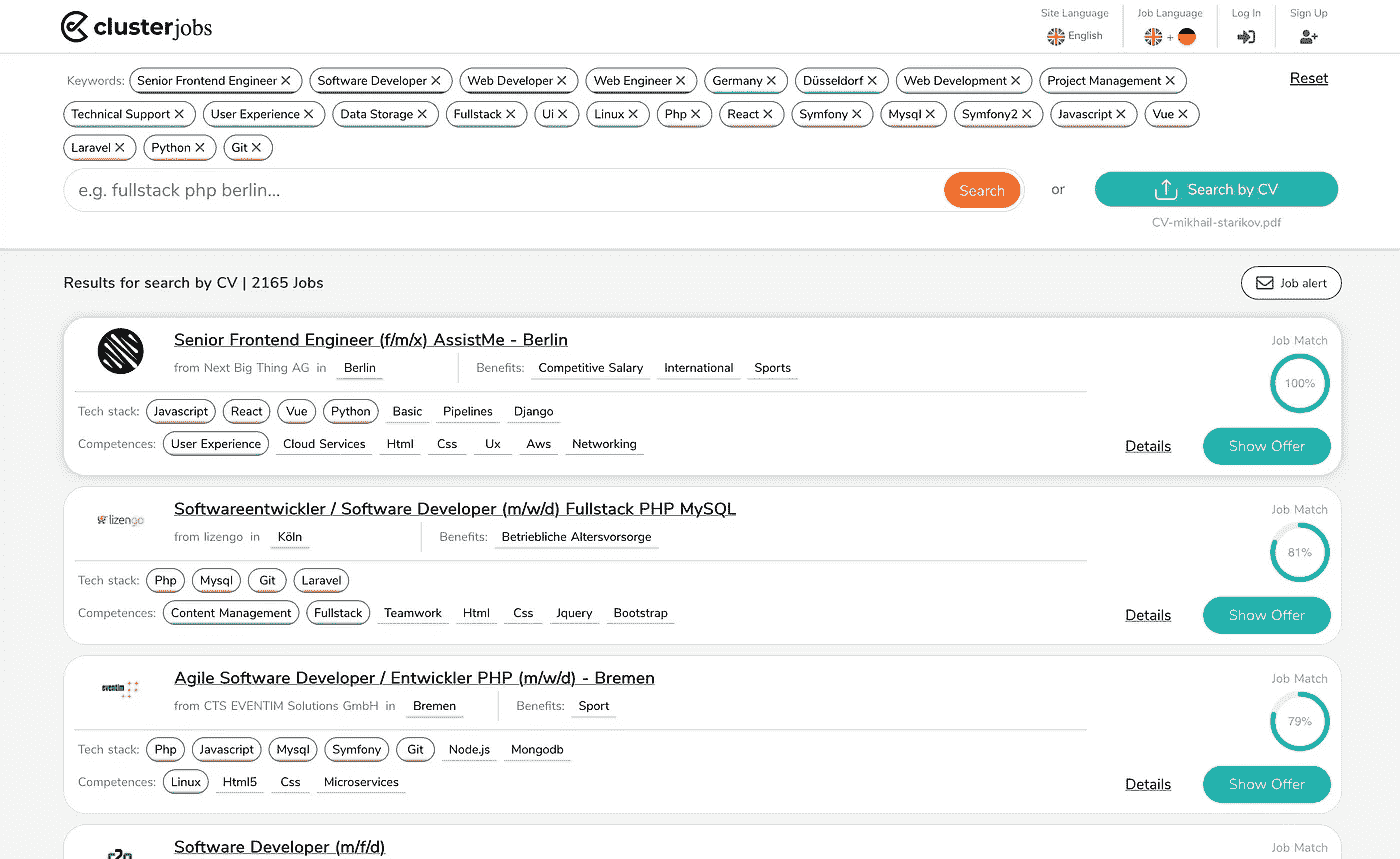 clusterjobs
Site Language Job Language Log In Sign Up
English +
Keywords: Senior Frontend Engineer Software Developer Web Developer Web Engineer Germany Düsseldorf Web Development Project Management Reset
Technical Support User Experience Data Storage Fullstack Ui Linux Php React Symfony Mysql Symfony2 Javascript Vue
Laravel Python Git
e.g. fullstack php berlin... Search or Search by CV
CV-mikhail-starikov.pdf
Results for search by CV | 2165 Jobs Job alert
Senior Frontend Engineer (f/m/x) AssistMe - Berlin Job Match
from Next Big Thing AG in Berlin Benefits: Competitive Salary International Sports
100%
Tech stack: Javascript React Vue Python Basic Pipelines Django
Competences: User Experience Cloud Services Html Css Ux Aws Networking Details Show Offer
Softwareentwickler / Software Developer (m/w/d) Fullstack PHP MySQL Job Match
lizengo
from lizengo in Köln Benefits: Betriebliche Altersvorsorge
81%
Tech stack: Php Mysql Git Laravel
Competences: Content Management Fullstack Teamwork Html Css Jquery Bootstrap Details Show Offer
Agile Software Developer / Entwickler PHP (m/w/d) - Bremen Job Match
eventim
from CTS EVENTIM Solutions GmbH in Bremen Benefits: Sport
79%
Tech stack: Php Javascript Mysql Symfony Git Node.js Mongodb
Competences: Linux Html5 Css Microservices Details Show Offer
Software Developer (m/f/d) Job Match